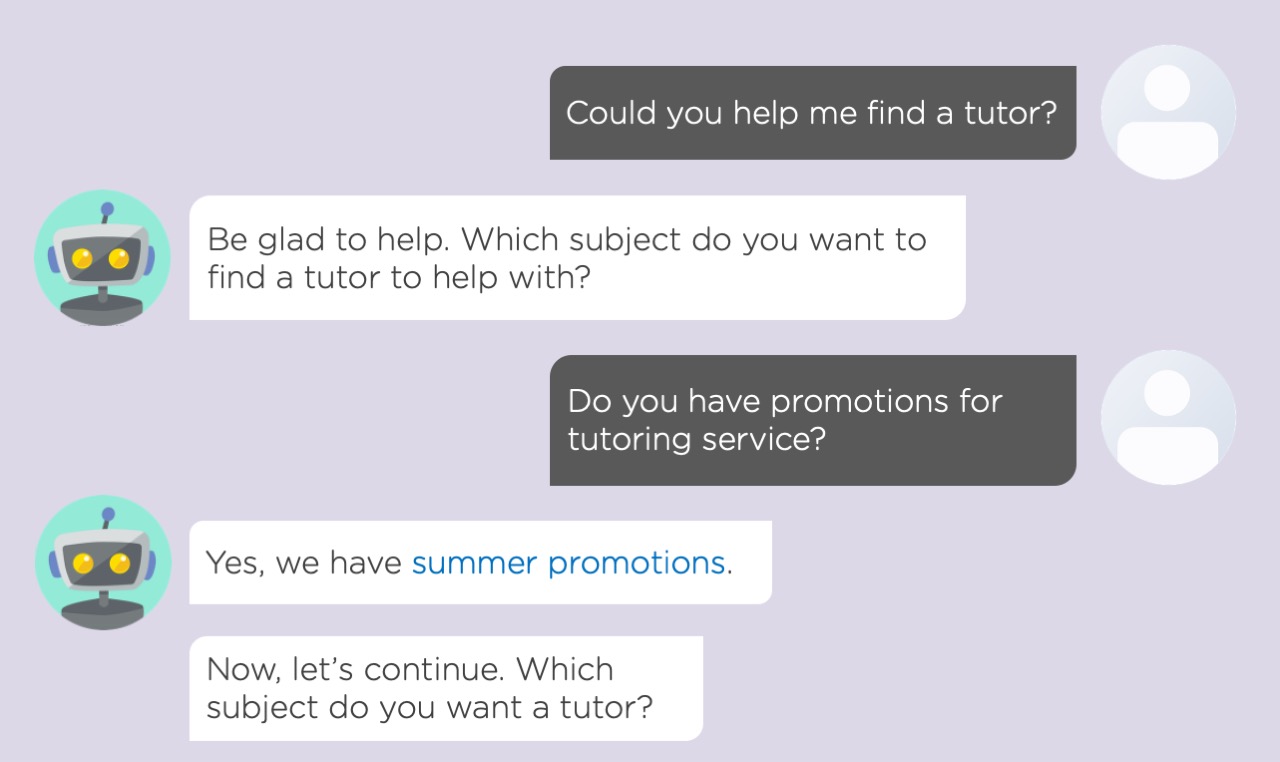 Could you help me find a tutor?
Be glad to help. Which subject do you want to
find a tutor to help with?
Do you have promotions for
tutoring service?
Yes, we have summer promotions.
Now, let’s continue. Which
subject do you want a tutor?